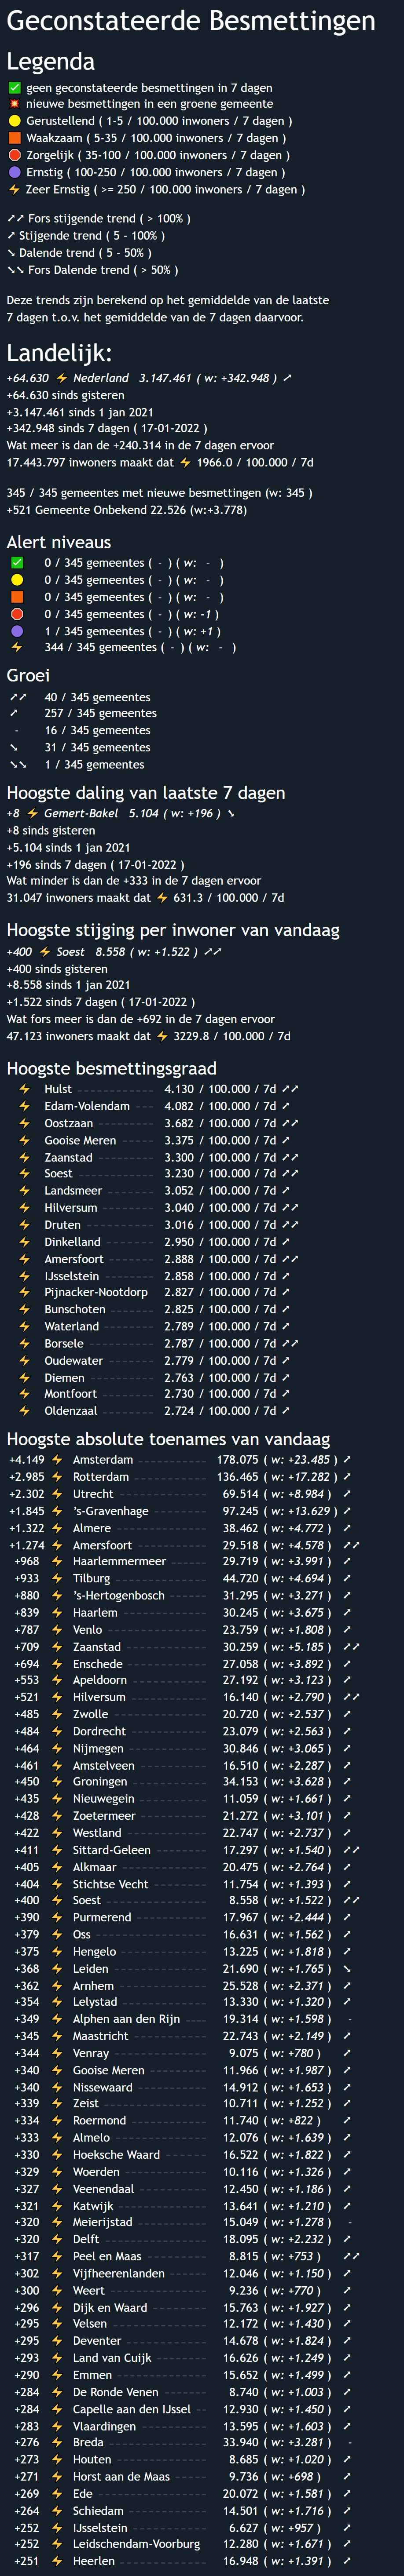 Geconstateerde Besmettingen
Legenda
✅ geen geconstateerde besmettingen in 7 dagen
💥 nieuwe besmettingen in een groene gemeente
🟡 Gerustellend ( 1-5 / 100.000 inwoners / 7 dagen )
🟧 Waakzaam ( 5-35 / 100.000 inwoners / 7 dagen )
🛑 Zorgelijk ( 35-100 / 100.000 inwoners / 7 dagen )
🟣 Ernstig ( 100-250 / 100.000 inwoners / 7 dagen )
⚡ Zeer Ernstig ( >= 250 / 100.000 inwoners / 7 dagen )
➚➚ Fors stijgende trend ( > 100% )
➚ Stijgende trend ( 5 - 100% )
➘ Dalende trend ( 5 - 50% )
➘➘ Fors Dalende trend ( > 50% )
Deze trends zijn berekend op het gemiddelde van de laatste
7 dagen t.o.v. het gemiddelde van de 7 dagen daarvoor.
Landelijk:
+64.630 ⚡ Nederland 3.147.461 ( w: +342.948 ) ➚
+64.630 sinds gisteren
+3.147.461 sinds 1 jan 2021
+342.948 sinds 7 dagen ( 17-01-2022 )
Wat meer is dan de +240.314 in de 7 dagen ervoor
17.443.797 inwoners maakt dat ⚡ 1966.0 / 100.000 / 7d
345 / 345 gemeentes met nieuwe besmettingen (w: 345 )
+521 Gemeente Onbekend 22.526 (w:+3.778)
Alert niveaus
✅ 0 / 345 gemeentes ( - ) ( w: - )
🟡 0 / 345 gemeentes ( - ) ( w: - )
🟧 0 / 345 gemeentes ( - ) ( w: - )
🛑 0 / 345 gemeentes ( - ) ( w: -1 )
🟣 1 / 345 gemeentes ( - ) ( w: +1 )
⚡ 344 / 345 gemeentes ( - ) ( w: - )
Groei
➚➚ 40 / 345 gemeentes
➚ 257 / 345 gemeentes
- 16 / 345 gemeentes
➘ 31 / 345 gemeentes
➘➘ 1 / 345 gemeentes
Hoogste daling van laatste 7 dagen
+8 ⚡ Gemert-Bakel 5.104 ( w: +196 ) ➘
+8 sinds gisteren
+5.104 sinds 1 jan 2021
+196 sinds 7 dagen ( 17-01-2022 )
Wat minder is dan de +333 in de 7 dagen ervoor
31.047 inwoners maakt dat ⚡ 631.3 / 100.000 / 7d
Hoogste stijging per inwoner van vandaag
+400 ⚡ Soest 8.558 ( w: +1.522 ) ➚➚
+400 sinds gisteren
+8.558 sinds 1 jan 2021
+1.522 sinds 7 dagen ( 17-01-2022 )
Wat fors meer is dan de +692 in de 7 dagen ervoor
47.123 inwoners maakt dat ⚡ 3229.8 / 100.000 / 7d
Hoogste besmettingsgraad
⚡ Hulst 4.130 / 100.000 / 7d ➚➚
⚡ Edam-Volendam 4.082 / 100.000 / 7d ➚
⚡ Oostzaan 3.682 / 100.000 / 7d ➚➚
⚡ Gooise Meren 3.375 / 100.000 / 7d ➚
⚡ Zaanstad 3.300 / 100.000 / 7d ➚➚
⚡ Soest 3.230 / 100.000 / 7d ➚➚
⚡ Landsmeer 3.052 / 100.000 / 7d ➚
⚡ Hilversum 3.040 / 100.000 / 7d ➚➚
⚡ Druten 3.016 / 100.000 / 7d ➚➚
⚡ Dinkelland 2.950 / 100.000 / 7d ➚
⚡ Amersfoort 2.888 / 100.000 / 7d ➚➚
⚡ IJsselstein 2.858 / 100.000 / 7d ➚
⚡ Pijnacker-Nootdorp 2.827 / 100.000 / 7d ➚
⚡ Bunschoten 2.825 / 100.000 / 7d ➚
⚡ Waterland 2.789 / 100.000 / 7d ➚
⚡ Borsele 2.787 / 100.000 / 7d ➚➚
⚡ Oudewater 2.779 / 100.000 / 7d ➚
⚡ Diemen 2.763 / 100.000 / 7d ➚
⚡ Montfoort 2.730 / 100.000 / 7d ➚
⚡ Oldenzaal 2.724 / 100.000 / 7d ➚
Hoogste absolute toenames van vandaag
+4.149 ⚡ Amsterdam 178.075 ( w: +23.485 ) ➚
+2.985 ⚡ Rotterdam 136.465 ( w: +17.282 ) ➚
+2.302 ⚡ Utrecht 69.514 ( w: +8.984 ) ➚
+1.845 ⚡ 's-Gravenhage 97.245 ( w: +13.629 ) ➚
+1.322 ⚡ Almere 38.462 ( w: +4.772 ) ➚
+1.274 ⚡ Amersfoort 29.518 ( w: +4.578 ) ➚➚
+968 ⚡ Haarlemmermeer 29.719 ( w: +3.991 ) ➚
+933 ⚡ Tilburg 44.720 ( w: +4.694 ) ➚
+880 ⚡ 's-Hertogenbosch 31.295 ( w: +3.271 ) ➚
+839 ⚡ Haarlem 30.245 ( w: +3.675 ) ➚
+787 ⚡ Venlo 23.759 ( w: +1.808 ) ➚
+709 ⚡ Zaanstad 30.259 ( w: +5.185 ) ➚➚
+694 ⚡ Enschede 27.058 ( w: +3.892 ) ➚
+553 ⚡ Apeldoorn 27.192 ( w: +3.123 ) ➚
+521 ⚡ Hilversum 16.140 ( w: +2.790 ) ➚➚
+485 ⚡ Zwolle 20.720 ( w: +2.537 ) ➚
+484 ⚡ Dordrecht 23.079 ( w: +2.563 ) ➚
+464 ⚡ Nijmegen 30.846 ( w: +3.065 ) ➚
+461 ⚡ Amstelveen 16.510 ( w: +2.287 ) ➚
+450 ⚡ Groningen 34.153 ( w: +3.628 ) ➚
+435 ⚡ Nieuwegein 11.059 ( w: +1.661 ) ➚
+428 ⚡ Zoetermeer 21.272 ( w: +3.101 ) ➚
+422 ⚡ Westland 22.747 ( w: +2.737 ) ➚
+411 ⚡ Sittard-Geleen 17.297 ( w: +1.540 ) ➚➚
+405 ⚡ Alkmaar 20.475 ( w: +2.764 ) ➚
+404 ⚡ Stichtse Vecht 11.754 ( w: +1.393 ) ➚
+400 ⚡ Soest 8.558 ( w: +1.522 ) ➚➚
+390 ⚡ Purmerend 17.967 ( w: +2.444 ) ➚
+379 ⚡ Oss 16.631 ( w: +1.562 ) ➚
+375 ⚡ Hengelo 13.225 ( w: +1.818 ) ➚
+368 ⚡ Leiden 21.690 ( w: +1.765 ) ➘
+362 ⚡ Arnhem 25.528 ( w: +2.371 ) ➚
+354 ⚡ Lelystad 13.330 ( w: +1.320 ) ➚
+349 ⚡ Alphen aan den Rijn 19.314 ( w: +1.598 ) -
+345 ⚡ Maastricht 22.743 ( w: +2.149 ) ➚
+344 ⚡ Venray 9.075 ( w: +780 ) ➚
+340 ⚡ Gooise Meren 11.966 ( w: +1.987 ) ➚
+340 ⚡ Nissewaard 14.912 ( w: +1.653 ) ➚
+339 ⚡ Zeist 10.711 ( w: +1.252 ) ➚
+334 ⚡ Roermond 11.740 ( w: +822 ) ➚
+333 ⚡ Almelo 12.076 ( w: +1.639 ) ➚
+330 ⚡ Hoeksche Waard 16.522 ( w: +1.822 ) ➚
+329 ⚡ Woerden 10.116 ( w: +1.326 ) ➚
+327 ⚡ Veenendaal 12.450 ( w: +1.186 ) ➚
+321 ⚡ Katwijk 13.641 ( w: +1.210 ) ➚
+320 ⚡ Meierijstad 15.049 ( w: +1.278 ) -
+320 ⚡ Delft 18.095 ( w: +2.232 ) ➚
+317 ⚡ Peel en Maas 8.815 ( w: +753 ) ➚➚
+302 ⚡ Vijfheerenlanden 12.046 ( w: +1.150 ) ➚
+300 ⚡ Weert 9.236 ( w: +770 ) ➚
+296 ⚡ Dijk en Waard 15.763 ( w: +1.927 ) ➚
+295 ⚡ Velsen 12.172 ( w: +1.430 ) ➚
+295 ⚡ Deventer 14.678 ( w: +1.824 ) ➚
+293 ⚡ Land van Cuijk 16.626 ( w: +1.249 ) ➚
+290 ⚡ Emmen 15.652 ( w: +1.499 ) ➚
+284 ⚡ De Ronde Venen 8.740 ( w: +1.003 ) ➚
+284 ⚡ Capelle aan den IJssel 12.930 ( w: +1.450 ) ➚
+283 ⚡ Vlaardingen 13.595 ( w: +1.603 ) ➚
+276 ⚡ Breda 33.940 ( w: +3.281 ) -
+273 ⚡ Houten 8.685 ( w: +1.020 ) ➚
+271 ⚡ Horst aan de Maas 9.736 ( w: +698 ) ➚
+269 ⚡ Ede 20.072 ( w: +1.581 ) ➚
+264 ⚡ Schiedam 14.501 ( w: +1.716 ) ➚
+252 ⚡ IJsselstein 6.627 ( w: +957 ) ➚
+252 ⚡ Leidschendam-Voorburg 12.280 ( w: +1.671 ) ➚
+251 ⚡ Heerlen 16.948 ( w: +1.391 ) ➚